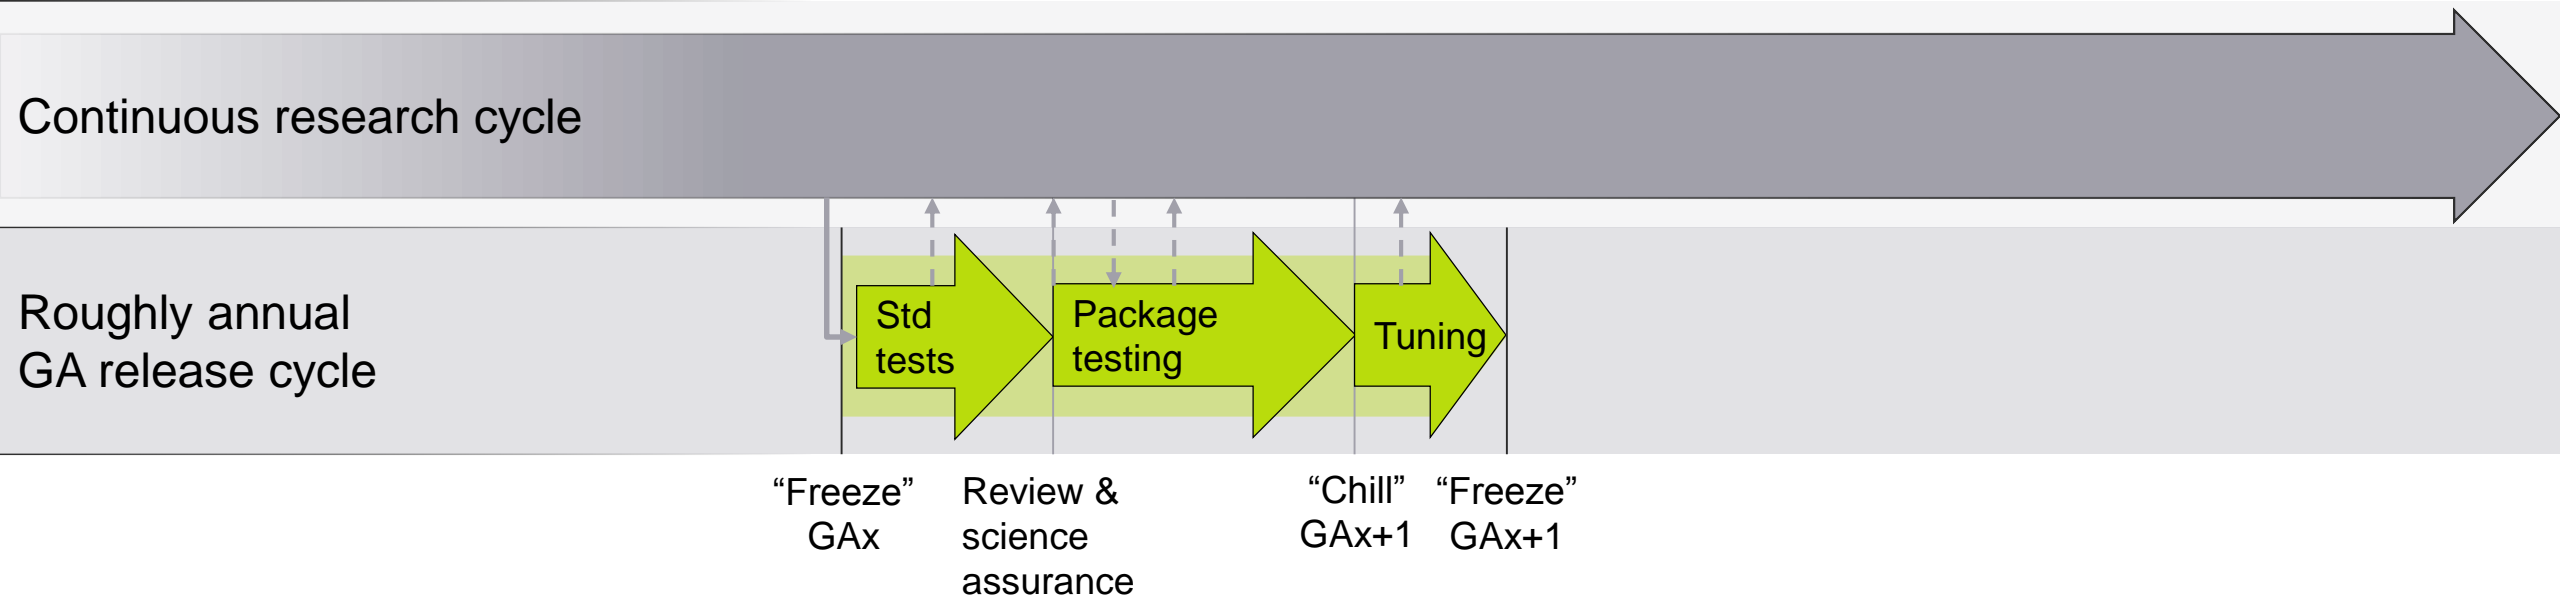 Continuous research cycle
Roughly annual
GA release cycle
Std
tests
Package
testing
Tuning
“Freeze”
GAx
Review &
science
assurance
“Chill”
GAx+1
“Freeze”
GAx+1